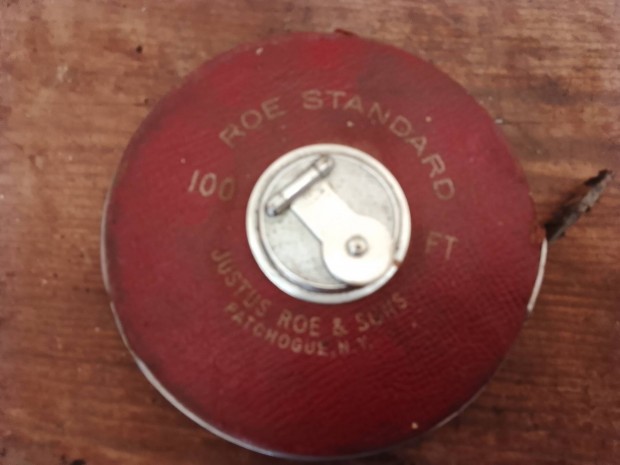 ROE STANDARD
100 FT
JUSTUS ROE & SONS
PATCHOGUE, N.Y.